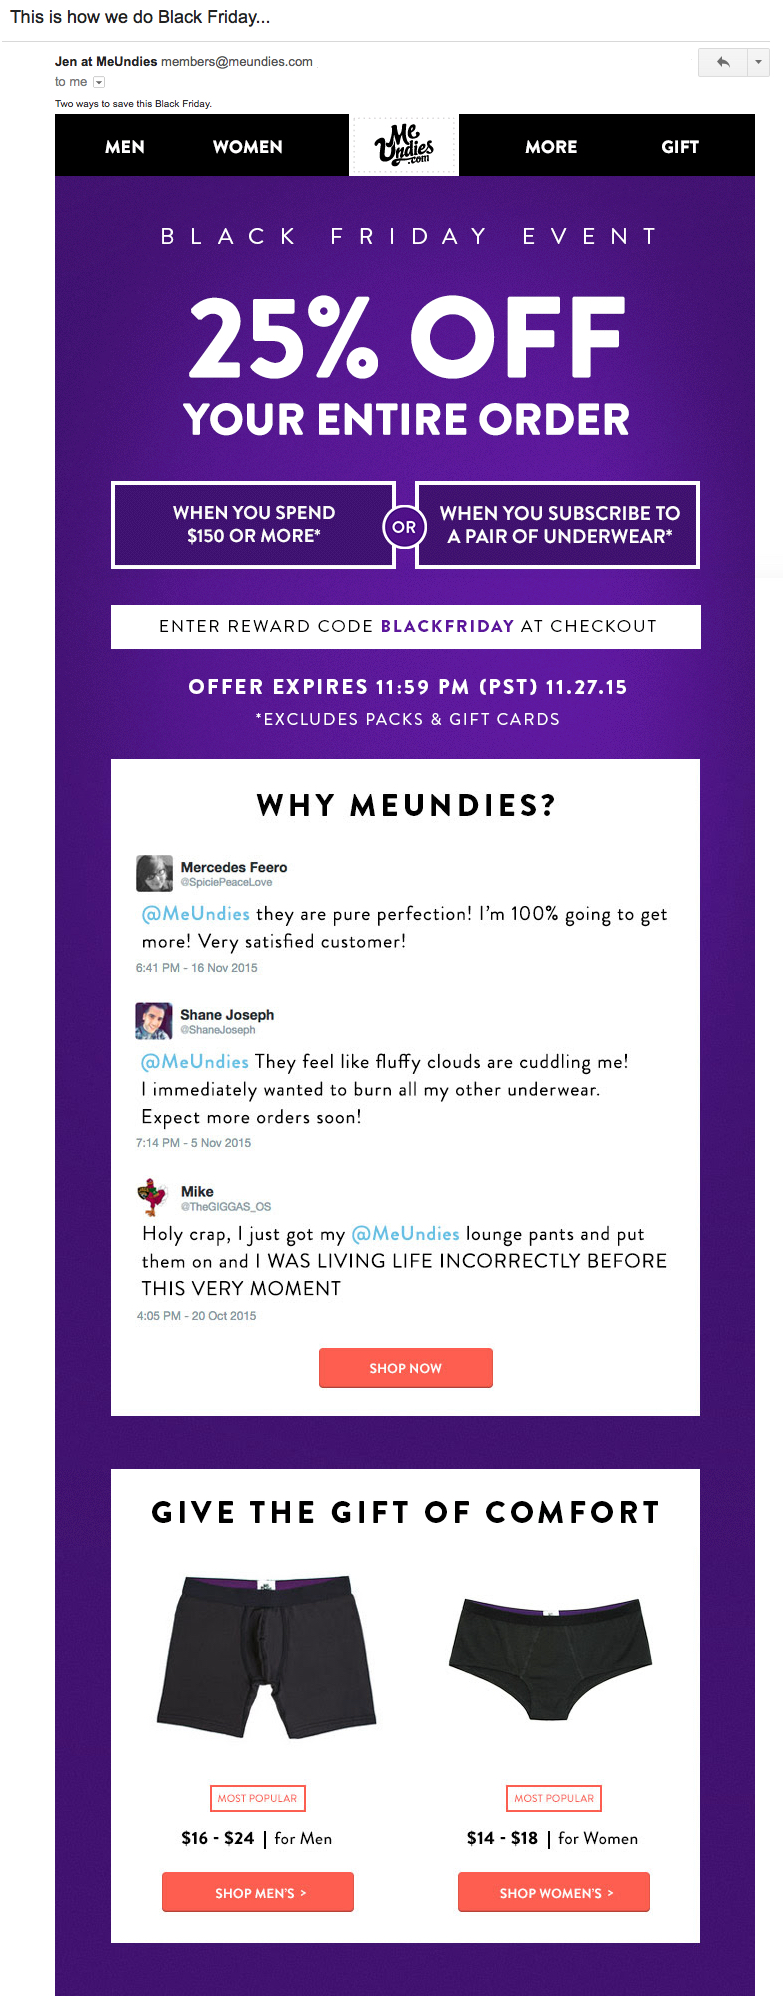 This is how we do Black Friday...
Jen at MeUndies members@meundies.com
to me
Two ways to save this Black Friday.
MEN WOMEN Me Undies .com MORE GIFT
BLACK FRIDAY EVENT
25% OFF
YOUR ENTIRE ORDER
WHEN YOU SPEND
$150 OR MORE*
OR
WHEN YOU SUBSCRIBE TO
A PAIR OF UNDERWEAR*
ENTER REWARD CODE BLACKFRIDAY AT CHECKOUT
OFFER EXPIRES 11:59 PM (PST) 11.27.15
*EXCLUDES PACKS & GIFT CARDS
WHY MEUNDIES?
Mercedes Feero
@SpiciePeaceLove
@MeUndies they are pure perfection! I'm 100% going to get
more! Very satisfied customer!
6:41 PM - 16 Nov 2015
Shane Joseph
@ShaneJoseph
@MeUndies They feel like fluffy clouds are cuddling me!
I immediately wanted to burn all my other underwear.
Expect more orders soon!
7:14 PM - 5 Nov 2015
Mike
@TheGIGGAS_OS
Holy crap, I just got my @MeUndies lounge pants and put
them on and I WAS LIVING LIFE INCORRECTLY BEFORE
THIS VERY MOMENT
4:05 PM - 20 Oct 2015
SHOP NOW
GIVE THE GIFT OF COMFORT
MOST POPULAR
$16 - $24 | for Men
SHOP MEN'S >
MOST POPULAR
$14 - $18 | for Women
SHOP WOMEN'S >